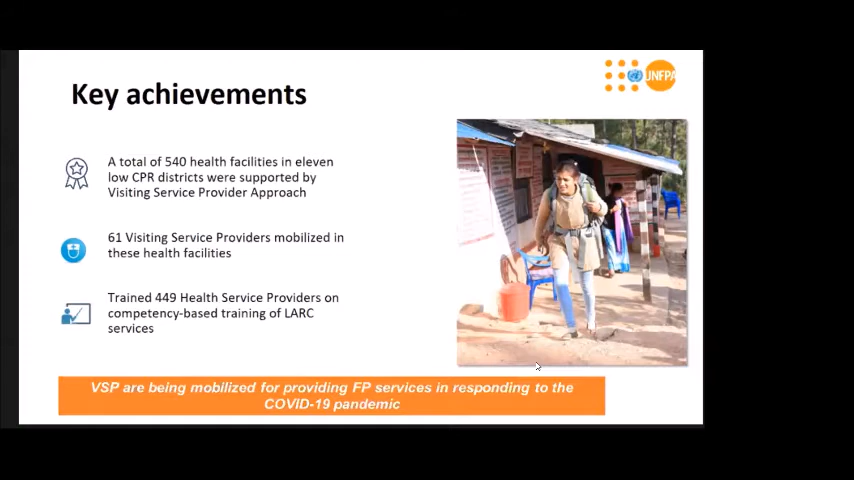 UNFPA
Key achievements
A total of 540 health facilities in eleven
low CPR districts were supported by
Visiting Service Provider Approach
61 Visiting Service Providers mobilized in
these health facilities
Trained 449 Health Service Providers on
competency-based training of LARC
services
VSP are being mobilized for providing FP services in responding to the
COVID-19 pandemic